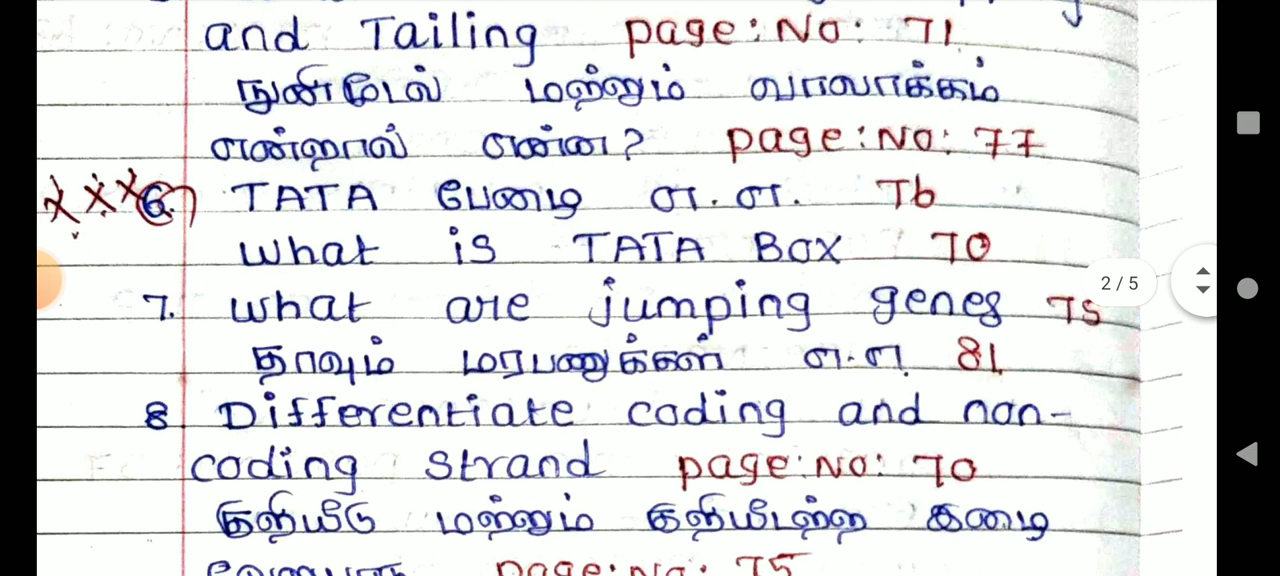 and Tailing page: No: 71
நுனிமூடல் மற்றும் வாலாக்கம்
என்றால் என்ன? page: No: 77
6. TATA பேழை எ.எ. 76
What is TATA Box 70
2/5
7. What are jumping genes 75
தாவும் மரபணுக்கள் எ.எ. 81
8 Differentiate coding and non-
coding strand page: No: 70
குறியீடு மற்றும் குறியீடற்ற இழை
page: No: 75